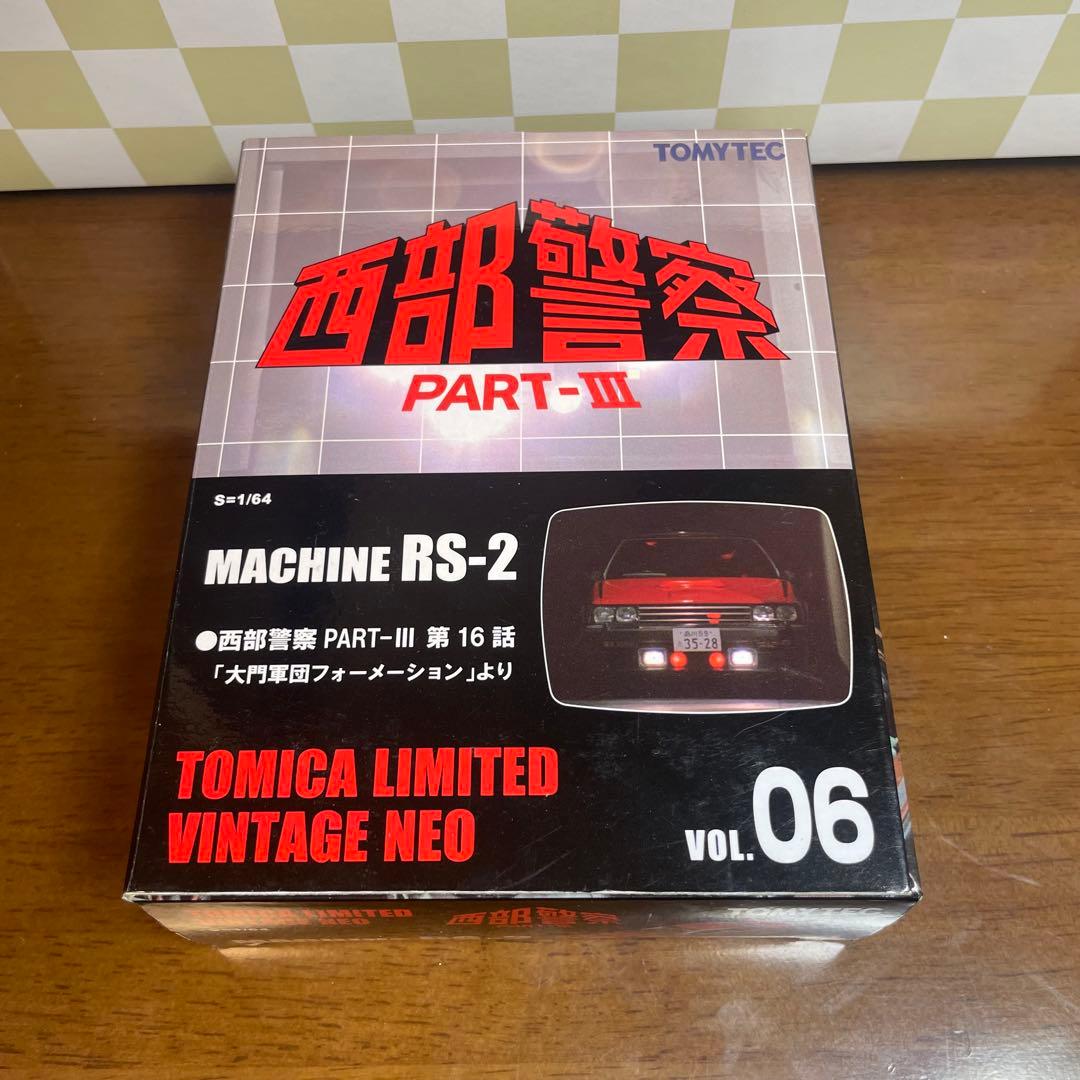 TOMYTEC
西部警察
PART-III
S=1/64
MACHINE RS-2
●西部警察 PART-III 第16話
「大門軍団フォーメーション」より
35-28
TOMICA LIMITED
VINTAGE NEO
VOL.06
TOMICA LIMITED
西部警察
TOMYTEC